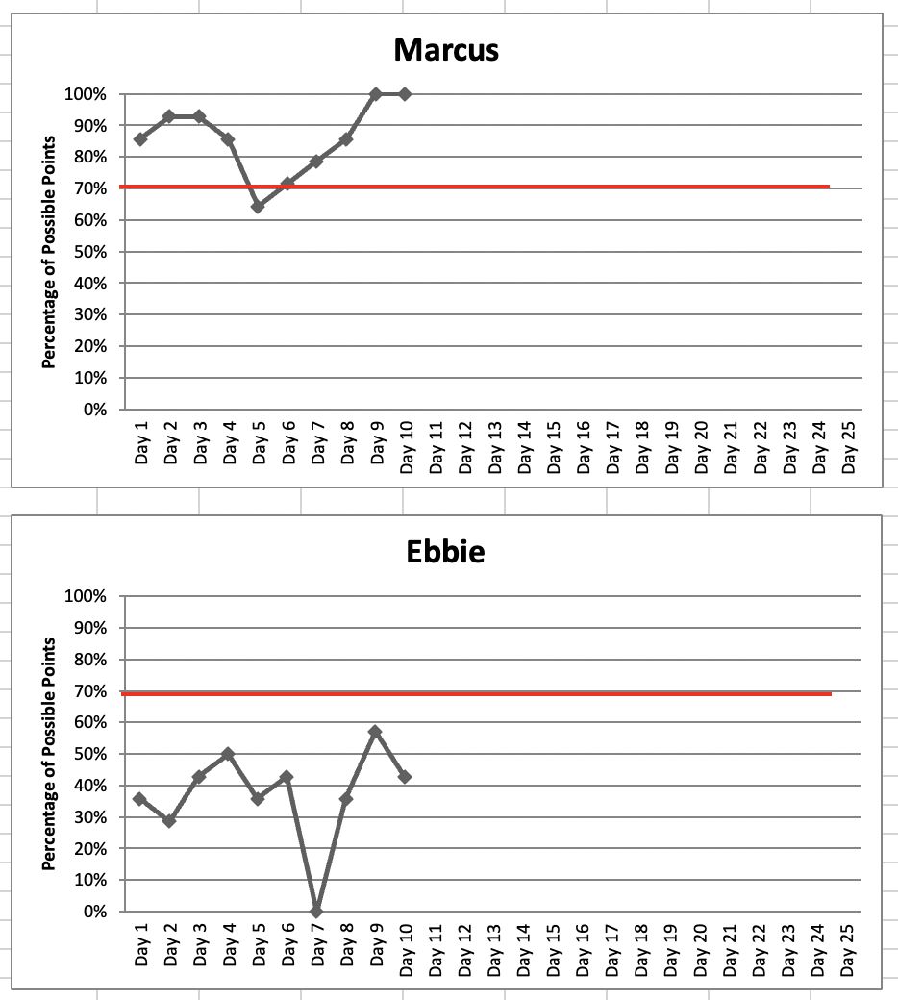 Marcus
Percentage of Possible Points
100%
90%
80%
70%
60%
50%
40%
30%
20%
10%
0%
Day 1
Day 2
Day 3
Day 4
Day 5
Day 6
Day 7
Day 8
Day 9
Day 10
Day 11
Day 12
Day 13
Day 14
Day 15
Day 16
Day 17
Day 18
Day 19
Day 20
Day 21
Day 22
Day 23
Day 24
Day 25
Ebbie
Percentage of Possible Points
100%
90%
80%
70%
60%
50%
40%
30%
20%
10%
0%
Day 1
Day 2
Day 3
Day 4
Day 5
Day 6
Day 7
Day 8
Day 9
Day 10
Day 11
Day 12
Day 13
Day 14
Day 15
Day 16
Day 17
Day 18
Day 19
Day 20
Day 21
Day 22
Day 23
Day 24
Day 25